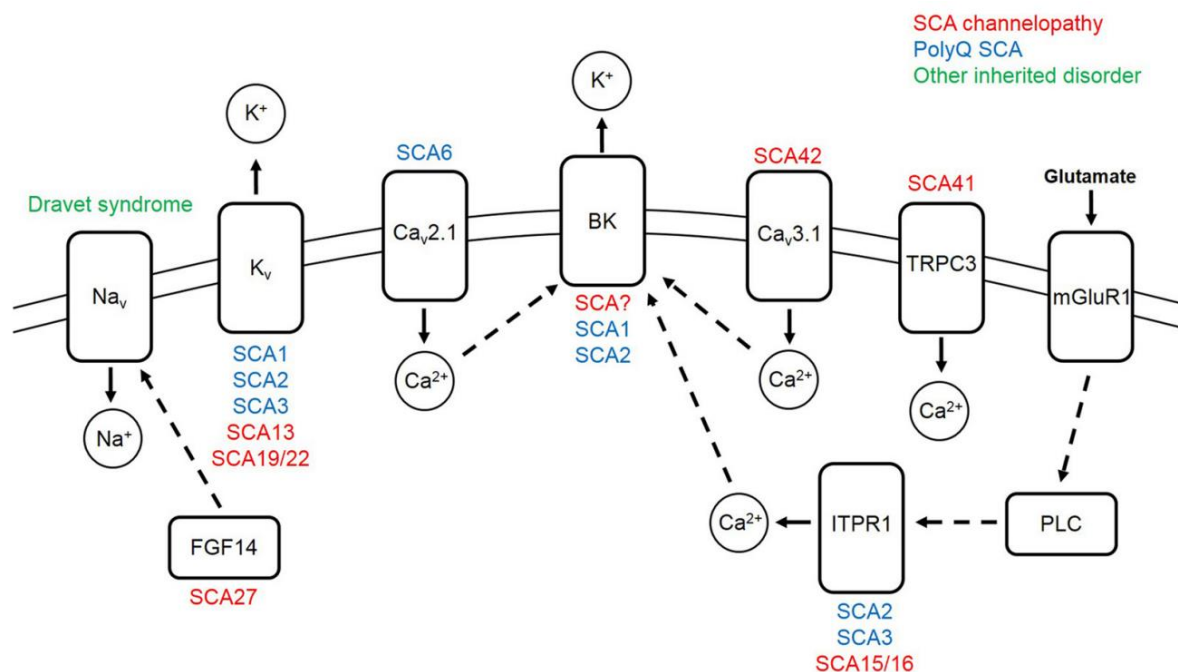 SCA channelopathy
PolyQ SCA
Other inherited disorder
K⁺
K⁺
SCA6
SCA42
SCA41
Glutamate
Dravet syndrome
Naᵥ
Kᵥ
Caᵥ2.1
BK
Caᵥ3.1
TRPC3
mGluR1
SCA?
SCA1
SCA2
SCA1
SCA2
SCA3
SCA13
SCA19/22
Ca²⁺
Ca²⁺
Ca²⁺
Na⁺
FGF14
SCA27
Ca²⁺
ITPR1
PLC
SCA2
SCA3
SCA15/16